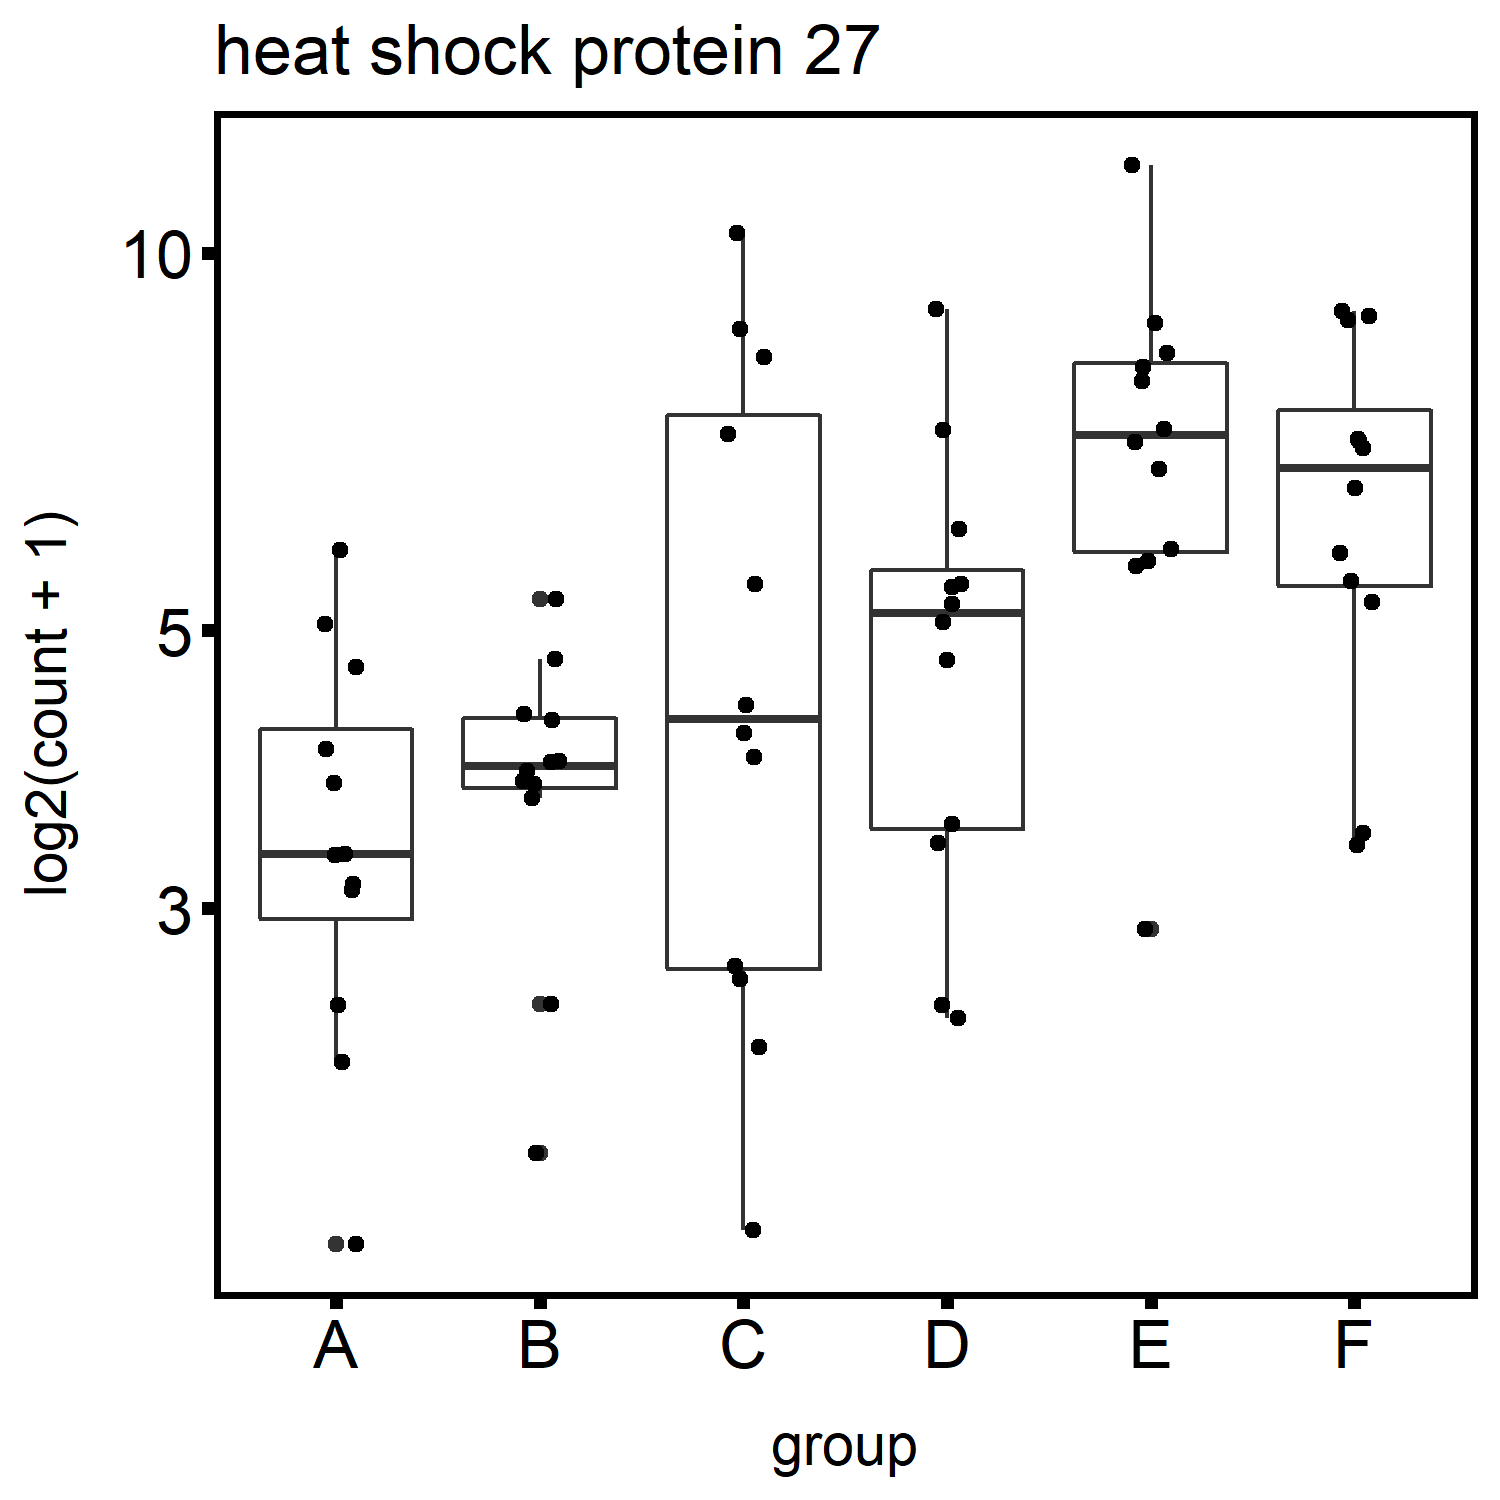 heat shock protein 27
log2(count + 1)
10
5
3
A B C D E F
group